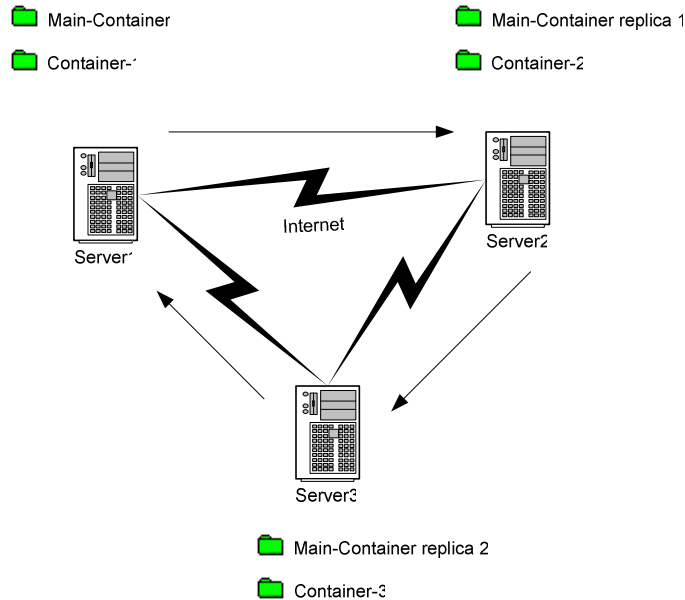 Main-Container
Main-Container replica 1
Container-1
Container-2
Internet
Server1
Server2
Server3
Main-Container replica 2
Container-3